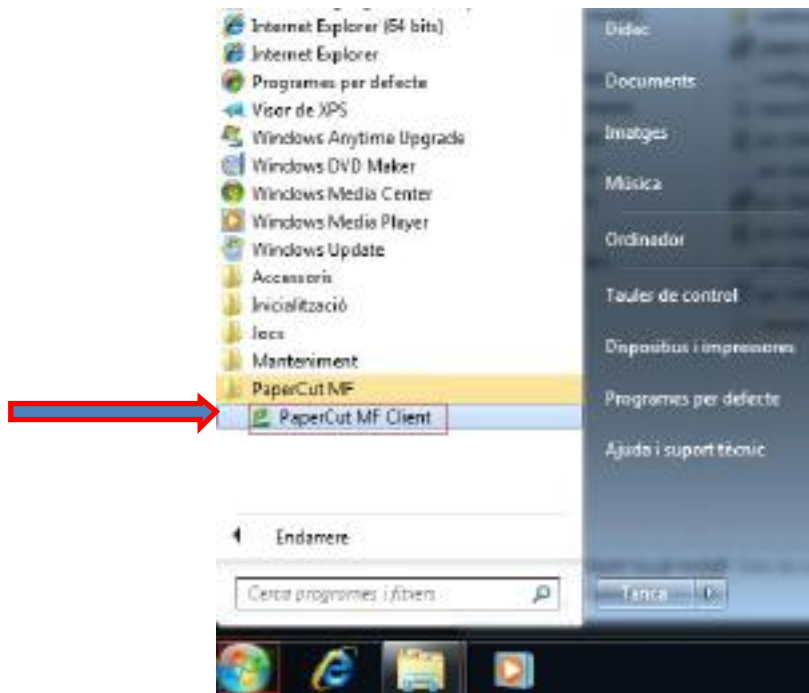 Internet Explorer (64 bits)
Internet Explorer
Programes per defecte
Visor de XPS
Windows Anytime Upgrade
Windows DVD Maker
Windows Media Center
Windows Media Player
Windows Update
Accessoris
Inicialització
Jocs
Manteniment
PaperCut MF
PaperCut MF Client
Endarrere
Cerca programes i fitxers
Dídac
Documents
Imatges
Música
Ordinador
Tauler de control
Dispositius i impressores
Programes per defecte
Ajuda i suport tècnic
Tanca